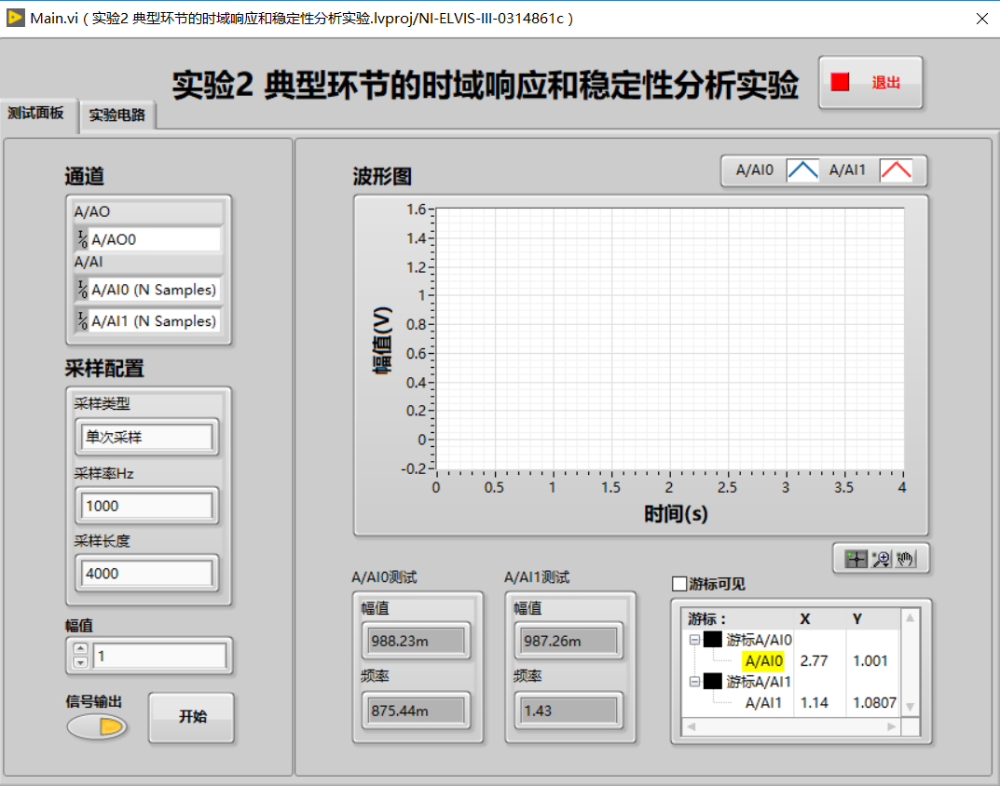 Main.vi ( 实验2 典型环节的时域响应和稳定性分析实验.lvproj/NI-ELVIS-III-0314861c )
实验2 典型环节的时域响应和稳定性分析实验
退出
测试面板
实验电路
通道
A/AO
A/AO0
A/AI
A/AI0 (N Samples)
A/AI1 (N Samples)
采样配置
采样类型
单次采样
采样率Hz
1000
采样长度
4000
幅值
1
信号输出
开始
波形图
A/AI0 A/AI1
幅值(V)
1.6
1.4
1.2
1
0.8
0.6
0.4
0.2
0
-0.2
0 0.5 1 1.5 2 2.5 3 3.5 4
时间(s)
A/AI0测试
幅值
988.23m
频率
875.44m
A/AI1测试
幅值
987.26m
频率
1.43
游标可见
游标： X Y
游标A/AI0
A/AI0 2.77 1.001
游标A/AI1
A/AI1 1.14 1.0807